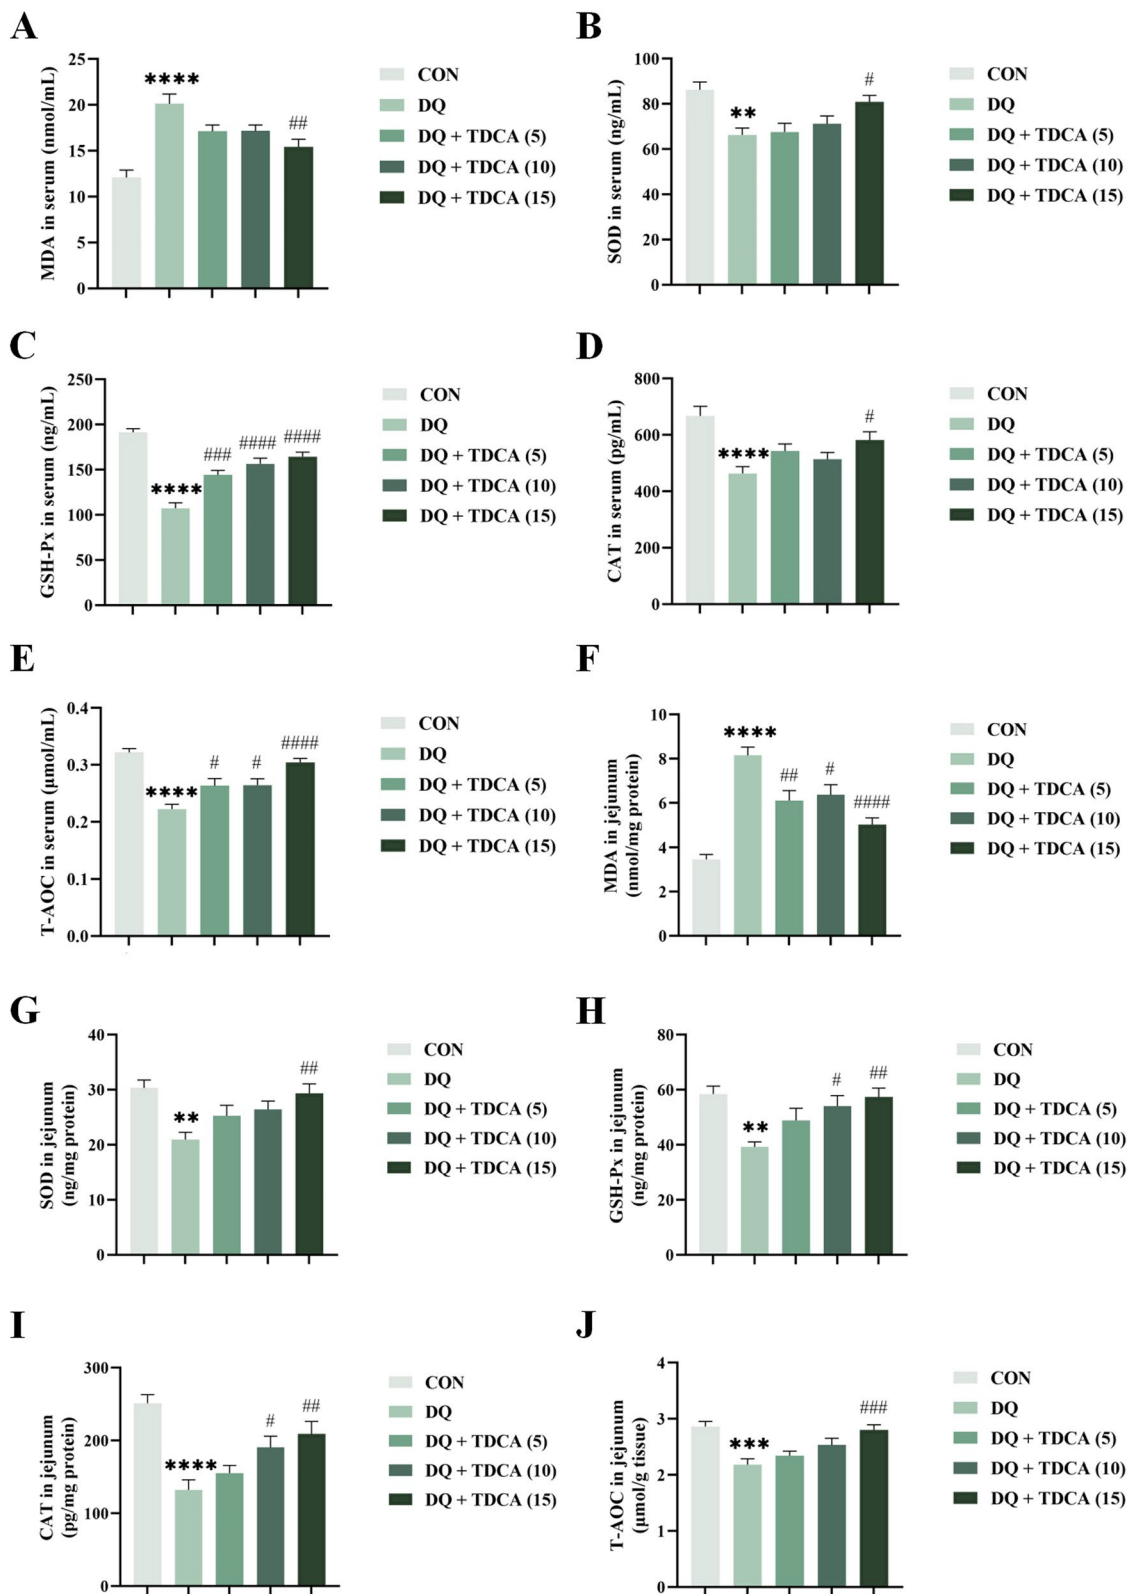 A
MDA in serum (nmol/mL)
25
20
15
10
5
0
****
##
CON
DQ
DQ + TDCA (5)
DQ + TDCA (10)
DQ + TDCA (15)
B
SOD in serum (ng/mL)
100
80
60
40
20
0
**
#
CON
DQ
DQ + TDCA (5)
DQ + TDCA (10)
DQ + TDCA (15)
C
GSH-Px in serum (ng/mL)
250
200
150
100
50
0
****
###
####
####
CON
DQ
DQ + TDCA (5)
DQ + TDCA (10)
DQ + TDCA (15)
D
CAT in serum (pg/mL)
800
600
400
200
0
****
#
CON
DQ
DQ + TDCA (5)
DQ + TDCA (10)
DQ + TDCA (15)
E
T-AOC in serum (μmol/mL)
0.4
0.3
0.2
0.1
0.0
****
#
#
####
CON
DQ
DQ + TDCA (5)
DQ + TDCA (10)
DQ + TDCA (15)
F
MDA in jejunum
(nmol/mg protein)
10
8
6
4
2
0
****
##
#
####
CON
DQ
DQ + TDCA (5)
DQ + TDCA (10)
DQ + TDCA (15)
G
SOD in jejunum
(ng/mg protein)
40
30
20
10
0
**
##
CON
DQ
DQ + TDCA (5)
DQ + TDCA (10)
DQ + TDCA (15)
H
GSH-Px in jejunum
(ng/mg protein)
80
60
40
20
0
**
#
##
CON
DQ
DQ + TDCA (5)
DQ + TDCA (10)
DQ + TDCA (15)
I
CAT in jejunum
(pg/mg protein)
300
200
100
0
****
#
##
CON
DQ
DQ + TDCA (5)
DQ + TDCA (10)
DQ + TDCA (15)
J
T-AOC in jejunum
(μmol/g tissue)
4
3
2
1
0
***
###
CON
DQ
DQ + TDCA (5)
DQ + TDCA (10)
DQ + TDCA (15)